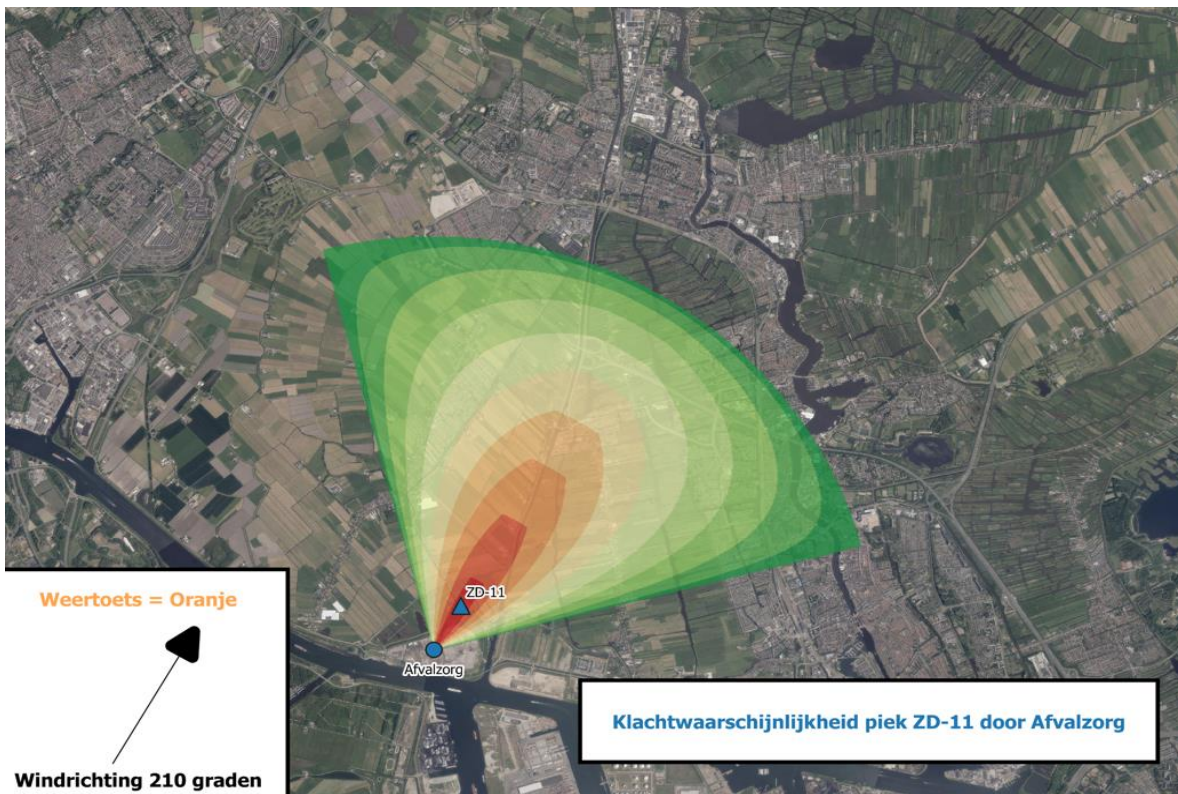 ZD-11
Afvalzorg
Weertoets = Oranje
Windrichting 210 graden
Klachtwaarschijnlijkheid piek ZD-11 door Afvalzorg